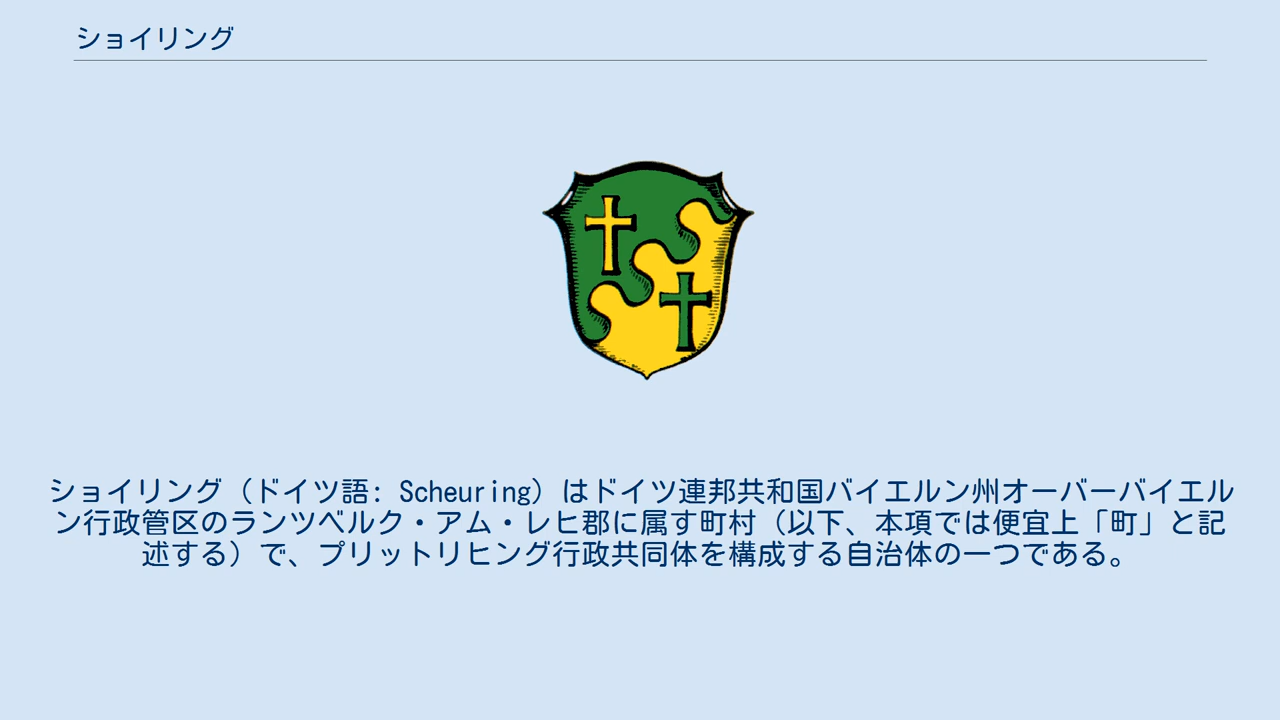 ショイリング
ショイリング（ドイツ語: Scheuring）はドイツ連邦共和国バイエルン州オーバーバイエル
ン行政管区のランツベルク・アム・レヒ郡に属す町村（以下、本項では便宜上「町」と記
述する）で、プリットリヒング行政共同体を構成する自治体の一つである。